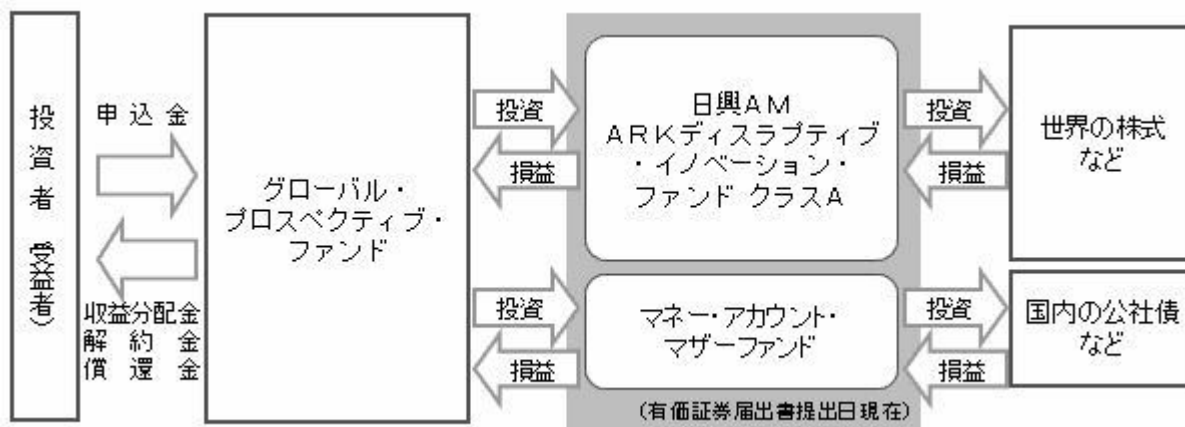 投資者(受益者)
申込金
収益分配金
解約金
償還金
グローバル・
プロスペクティブ・
ファンド
投資
損益
日興AM
ARKディスラプティブ
・イノベーション・
ファンド クラスA
投資
損益
世界の株式
など
投資
損益
マネー・アカウント・
マザーファンド
投資
損益
国内の公社債
など
(有価証券届出書提出日現在)